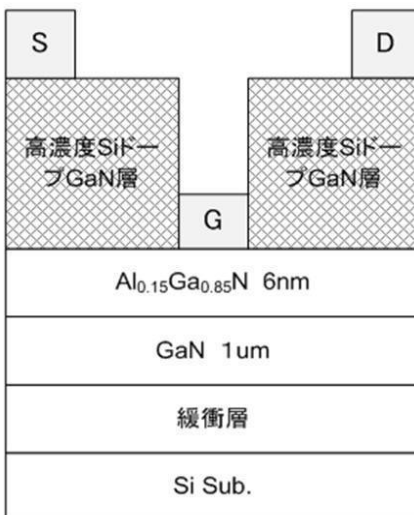 S
D
高濃度Siドー
プGaN層
高濃度Siドー
プGaN層
G
Al₀.₁₅Ga₀.₈₅N 6nm
GaN 1um
緩衝層
Si Sub.